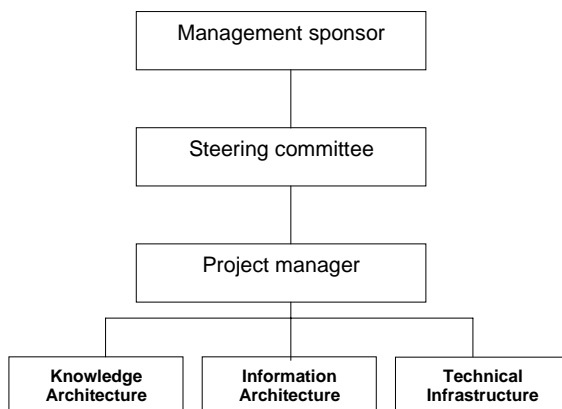 Management sponsor
Steering committee
Project manager
Knowledge
Architecture
Information
Architecture
Technical
Infrastructure